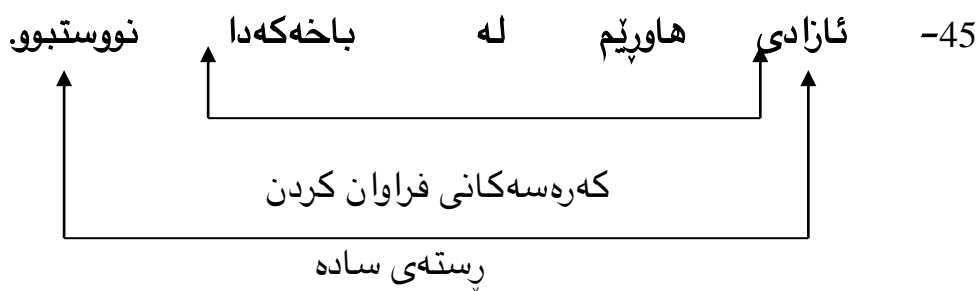 45- ئازادی هاوڕێم لە باخەکەدا نووستبوو.
کەرەسەکانی فراوان کردن
ڕستەی سادە